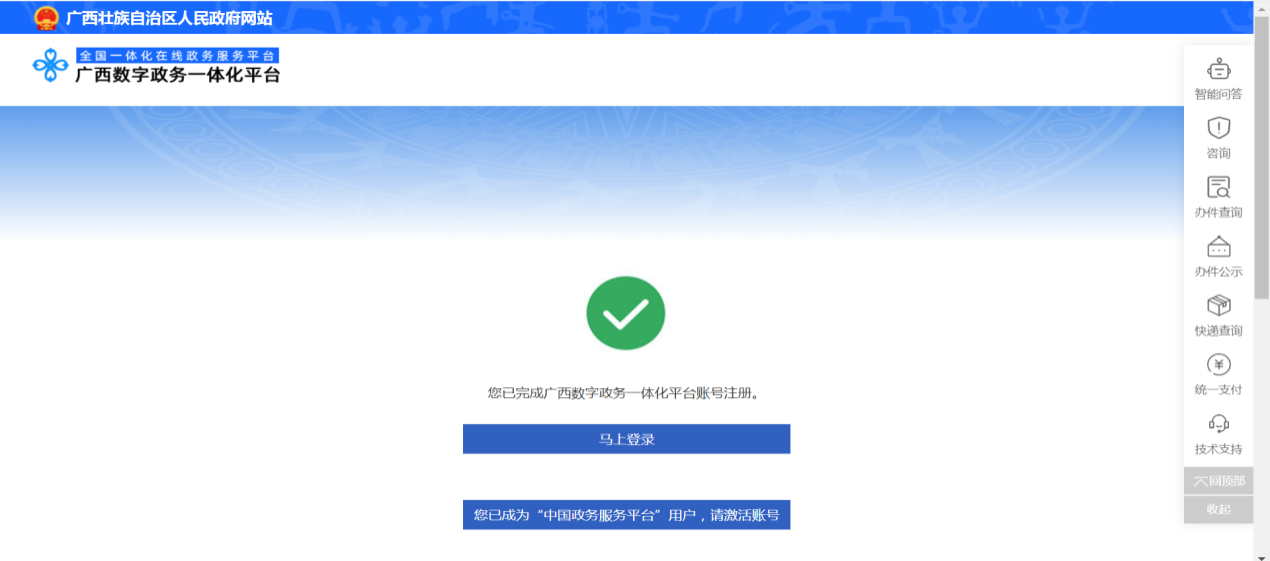 广西壮族自治区人民政府网站
全国一体化在线政务服务平台
广西数字政务一体化平台
智能问答
咨询
办件查询
办件公示
快递查询
统一支付
技术支持
回顶部
收起
您已完成广西数字政务一体化平台账号注册。
马上登录
您已成为“中国政务服务平台”用户，请激活账号